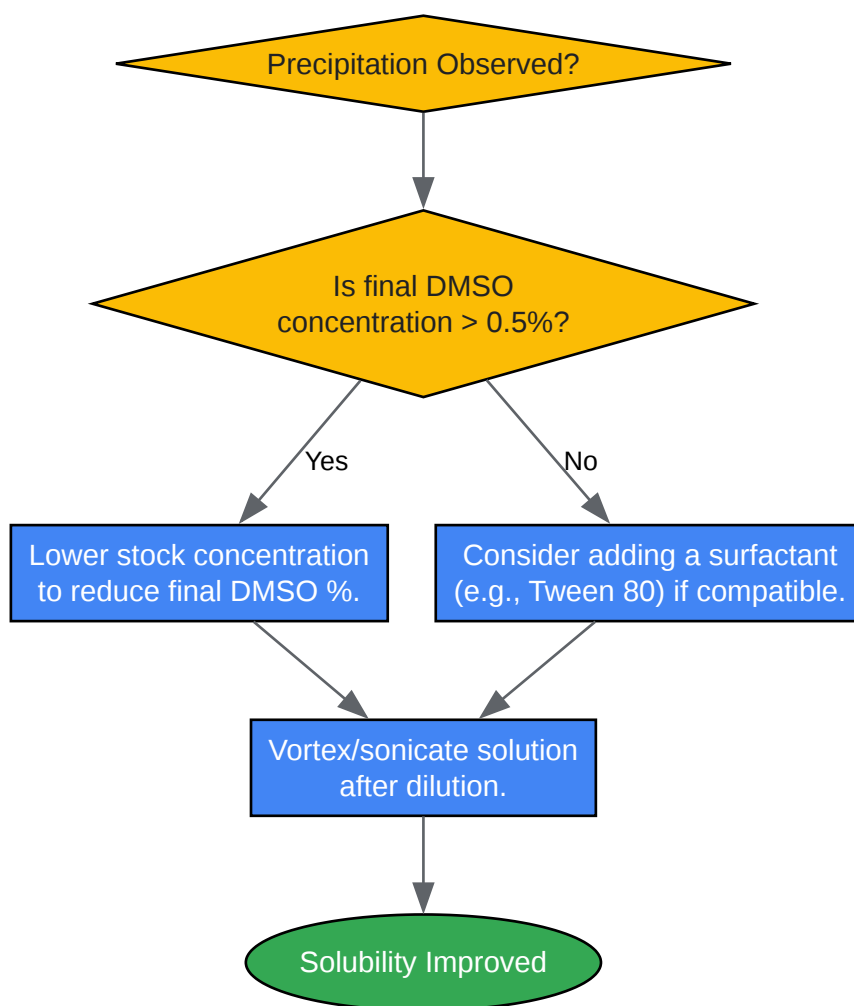 Precipitation Observed?
Is final DMSO
concentration > 0.5%?
Yes
No
Lower stock concentration
to reduce final DMSO %.
Consider adding a surfactant
(e.g., Tween 80) if compatible.
Vortex/sonicate solution
after dilution.
Solubility Improved